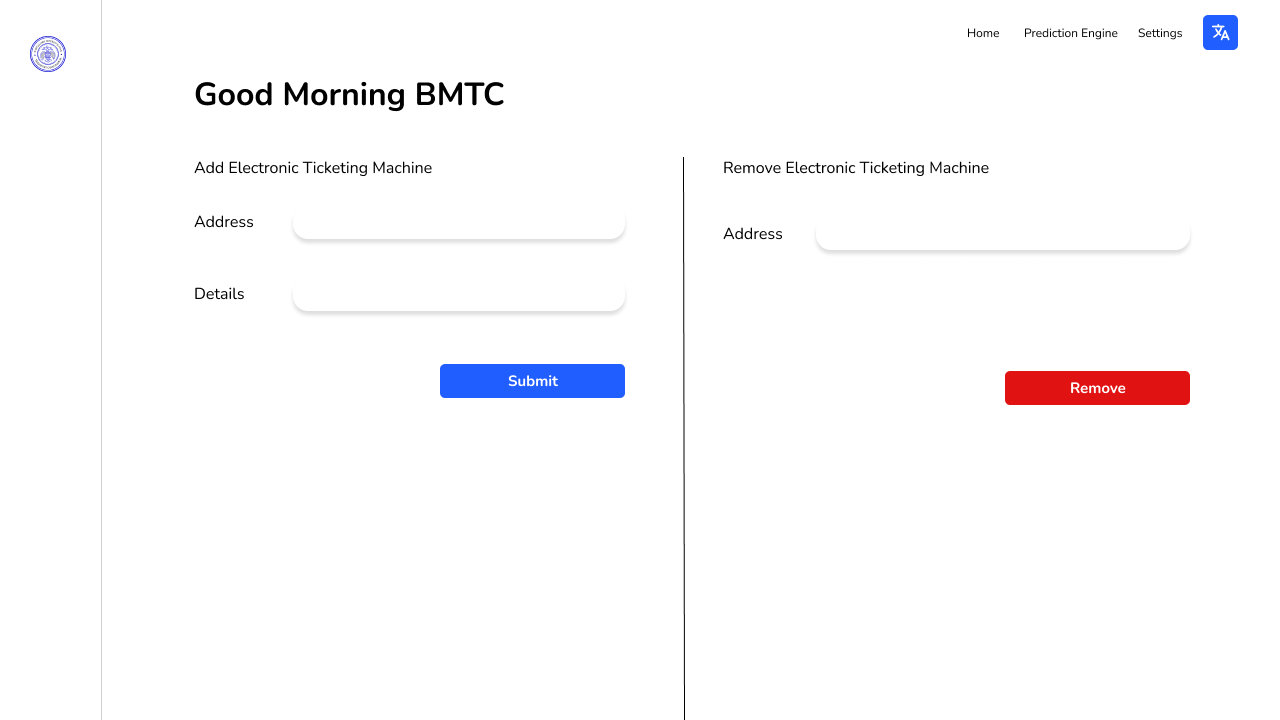 Home
Prediction Engine
Settings
Good Morning BMTC
Add Electronic Ticketing Machine
Address
Details
Submit
Remove Electronic Ticketing Machine
Address
Remove